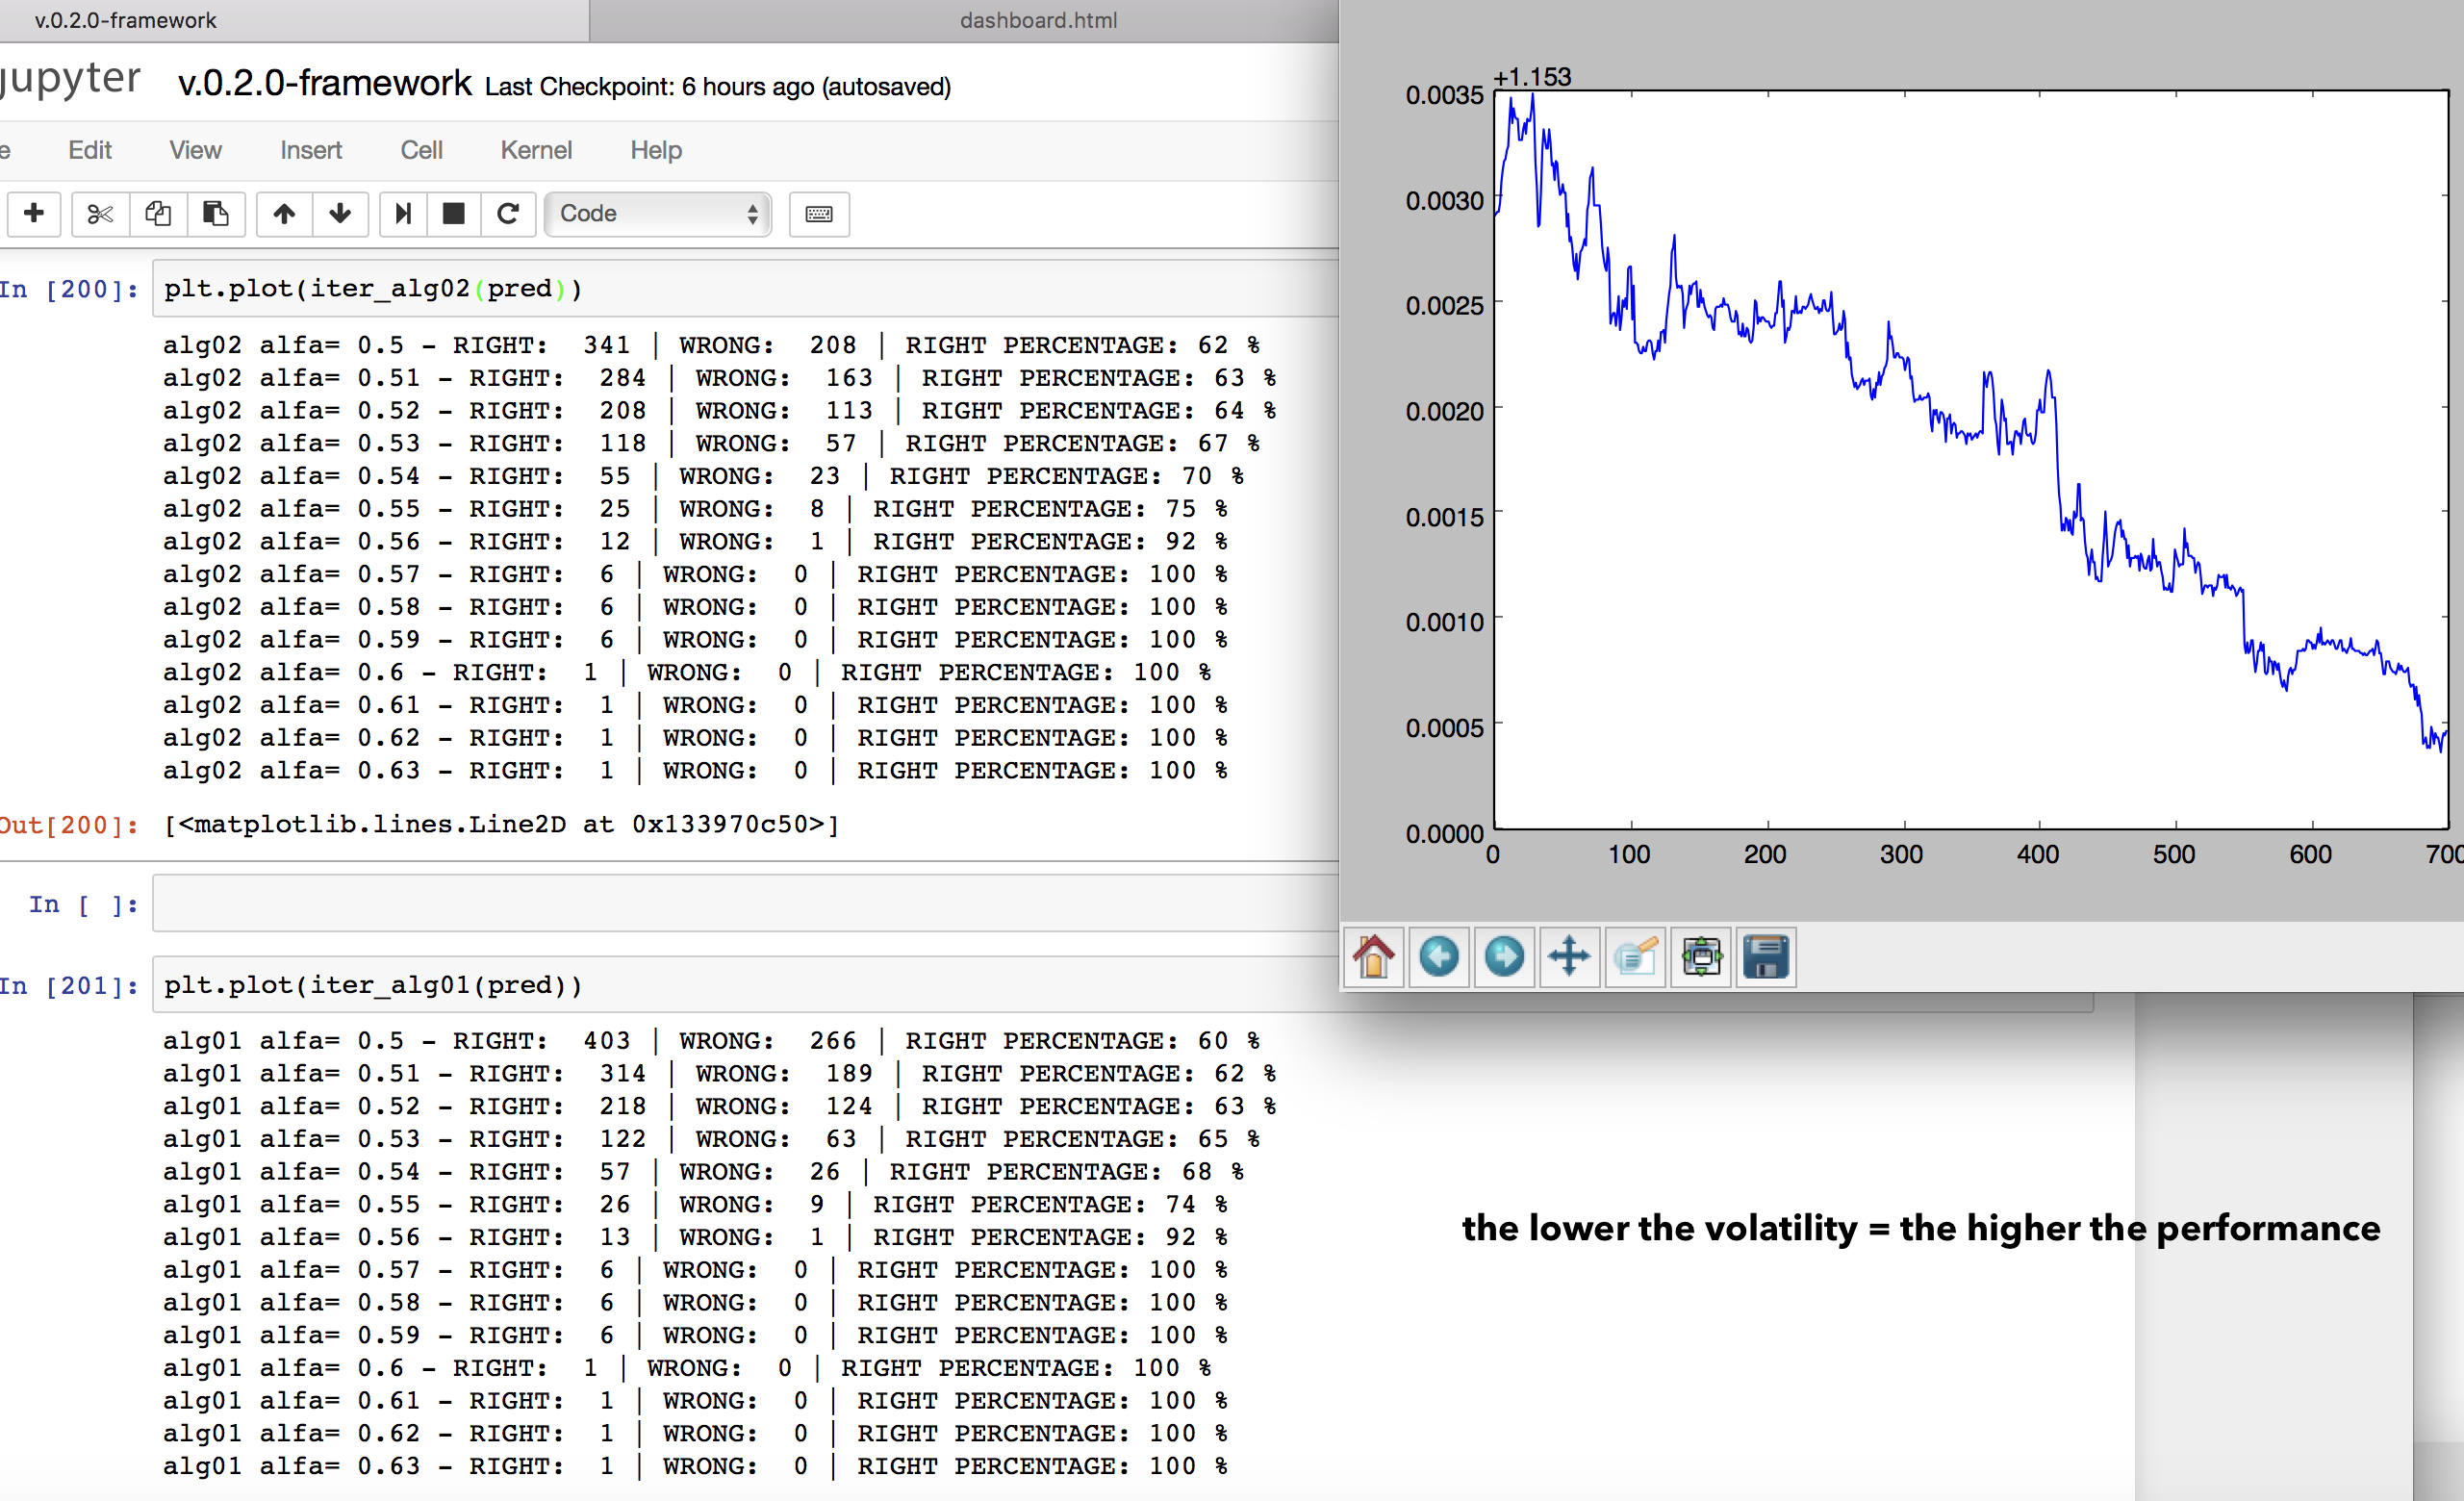 v.0.2.0-framework
dashboard.html
jupyter v.0.2.0-framework Last Checkpoint: 6 hours ago (autosaved)
e Edit View Insert Cell Kernel Help
Code
In [200]: plt.plot(iter_alg02(pred))
alg02 alfa= 0.5 - RIGHT: 341 | WRONG: 208 | RIGHT PERCENTAGE: 62 %
alg02 alfa= 0.51 - RIGHT: 284 | WRONG: 163 | RIGHT PERCENTAGE: 63 %
alg02 alfa= 0.52 - RIGHT: 208 | WRONG: 113 | RIGHT PERCENTAGE: 64 %
alg02 alfa= 0.53 - RIGHT: 118 | WRONG: 57 | RIGHT PERCENTAGE: 67 %
alg02 alfa= 0.54 - RIGHT: 55 | WRONG: 23 | RIGHT PERCENTAGE: 70 %
alg02 alfa= 0.55 - RIGHT: 25 | WRONG: 8 | RIGHT PERCENTAGE: 75 %
alg02 alfa= 0.56 - RIGHT: 12 | WRONG: 1 | RIGHT PERCENTAGE: 92 %
alg02 alfa= 0.57 - RIGHT: 6 | WRONG: 0 | RIGHT PERCENTAGE: 100 %
alg02 alfa= 0.58 - RIGHT: 6 | WRONG: 0 | RIGHT PERCENTAGE: 100 %
alg02 alfa= 0.59 - RIGHT: 6 | WRONG: 0 | RIGHT PERCENTAGE: 100 %
alg02 alfa= 0.6 - RIGHT: 1 | WRONG: 0 | RIGHT PERCENTAGE: 100 %
alg02 alfa= 0.61 - RIGHT: 1 | WRONG: 0 | RIGHT PERCENTAGE: 100 %
alg02 alfa= 0.62 - RIGHT: 1 | WRONG: 0 | RIGHT PERCENTAGE: 100 %
alg02 alfa= 0.63 - RIGHT: 1 | WRONG: 0 | RIGHT PERCENTAGE: 100 %
Out[200]: [<matplotlib.lines.Line2D at 0x133970c50>]
In [ ]:
In [201]: plt.plot(iter_alg01(pred))
alg01 alfa= 0.5 - RIGHT: 403 | WRONG: 266 | RIGHT PERCENTAGE: 60 %
alg01 alfa= 0.51 - RIGHT: 314 | WRONG: 189 | RIGHT PERCENTAGE: 62 %
alg01 alfa= 0.52 - RIGHT: 218 | WRONG: 124 | RIGHT PERCENTAGE: 63 %
alg01 alfa= 0.53 - RIGHT: 122 | WRONG: 63 | RIGHT PERCENTAGE: 65 %
alg01 alfa= 0.54 - RIGHT: 57 | WRONG: 26 | RIGHT PERCENTAGE: 68 %
alg01 alfa= 0.55 - RIGHT: 26 | WRONG: 9 | RIGHT PERCENTAGE: 74 %
alg01 alfa= 0.56 - RIGHT: 13 | WRONG: 1 | RIGHT PERCENTAGE: 92 %
alg01 alfa= 0.57 - RIGHT: 6 | WRONG: 0 | RIGHT PERCENTAGE: 100 %
alg01 alfa= 0.58 - RIGHT: 6 | WRONG: 0 | RIGHT PERCENTAGE: 100 %
alg01 alfa= 0.59 - RIGHT: 6 | WRONG: 0 | RIGHT PERCENTAGE: 100 %
alg01 alfa= 0.6 - RIGHT: 1 | WRONG: 0 | RIGHT PERCENTAGE: 100 %
alg01 alfa= 0.61 - RIGHT: 1 | WRONG: 0 | RIGHT PERCENTAGE: 100 %
alg01 alfa= 0.62 - RIGHT: 1 | WRONG: 0 | RIGHT PERCENTAGE: 100 %
alg01 alfa= 0.63 - RIGHT: 1 | WRONG: 0 | RIGHT PERCENTAGE: 100 %
+1.153
0.0035
0.0030
0.0025
0.0020
0.0015
0.0010
0.0005
0.0000
0 100 200 300 400 500 600 700
the lower the volatility = the higher the performance